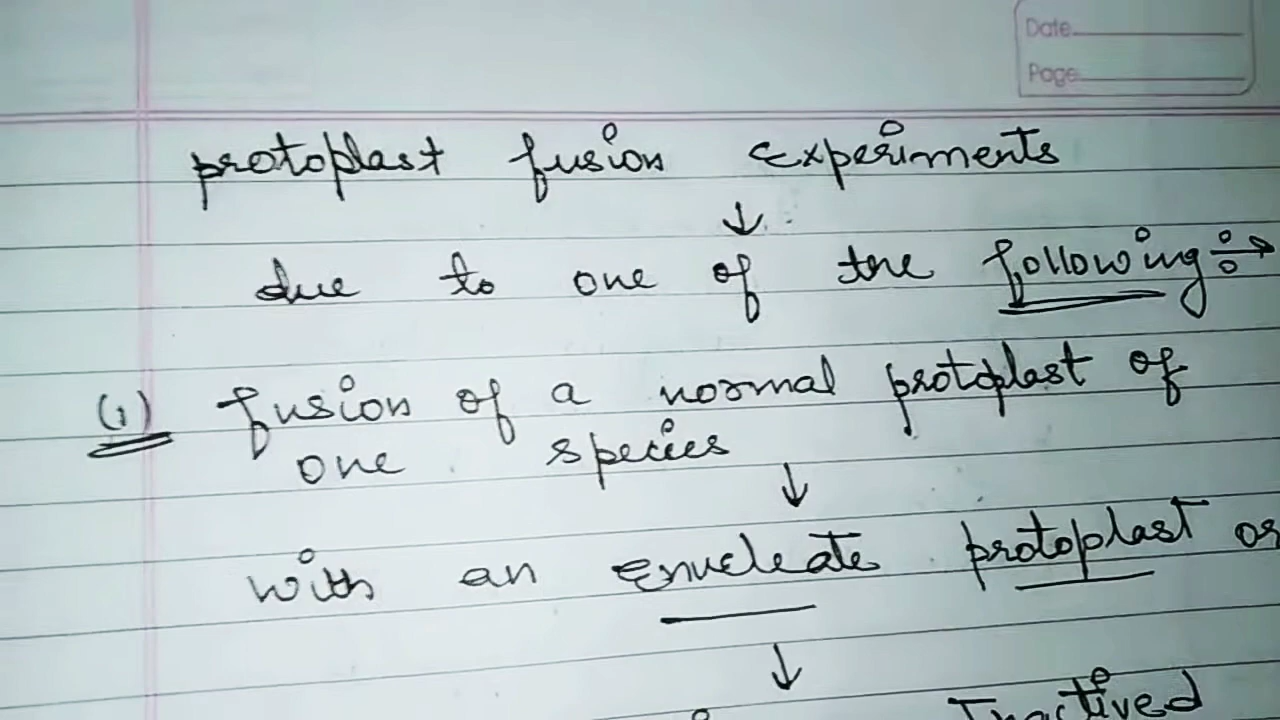 Date
Page
protoplast fusion experiments
↓
due to one of the following:→
(1) fusion of a normal protoplast of
one species
↓
with an enucleate protoplast or
↓
Inactived